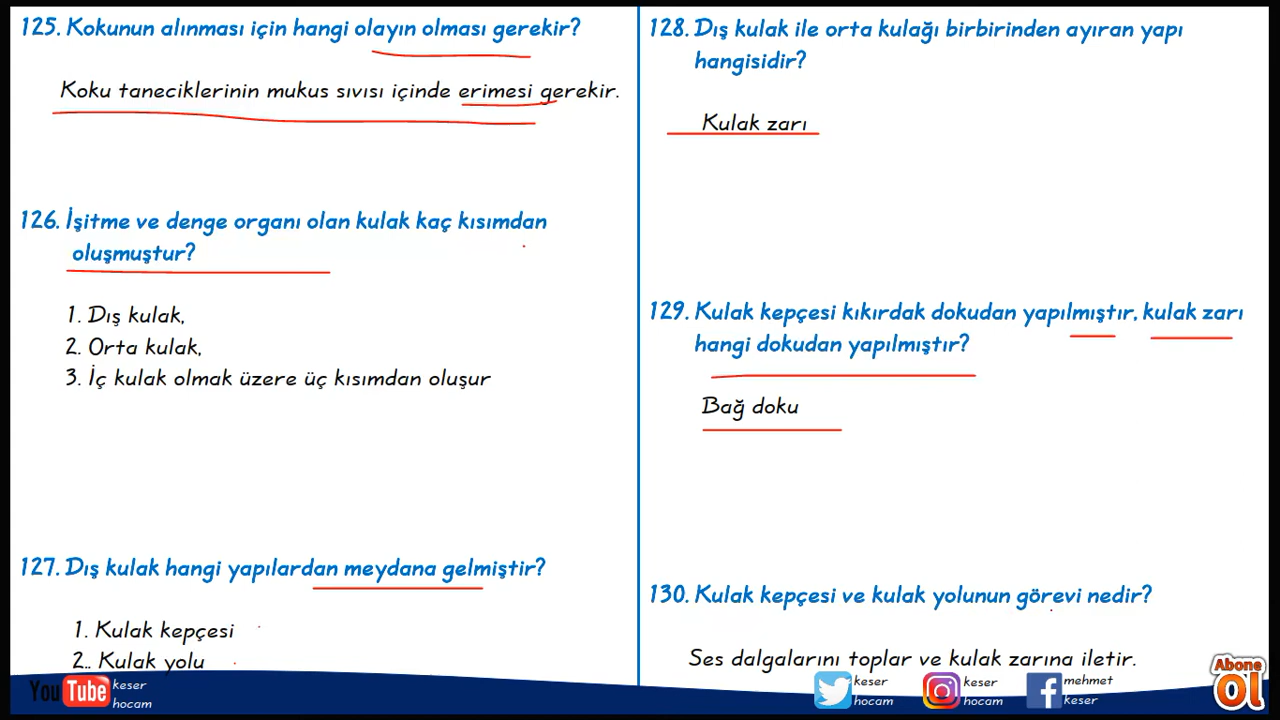 125. Kokunun alınması için hangi olayın olması gerekir?
Koku taneciklerinin mukus sıvısı içinde erimesi gerekir.
126. İşitme ve denge organı olan kulak kaç kısımdan
oluşmuştur?
1. Dış kulak,
2. Orta kulak,
3. İç kulak olmak üzere üç kısımdan oluşur
127. Dış kulak hangi yapılardan meydana gelmiştir?
1. Kulak kepçesi
2.. Kulak yolu
128. Dış kulak ile orta kulağı birbirinden ayıran yapı
hangisidir?
Kulak zarı
129. Kulak kepçesi kıkırdak dokudan yapılmıştır, kulak zarı
hangi dokudan yapılmıştır?
Bağ doku
130. Kulak kepçesi ve kulak yolunun görevi nedir?
Ses dalgalarını toplar ve kulak zarına iletir.
YouTube
keser
hocam
keser
hocam
keser
hocam
mehmet
keser
Abone
Ol